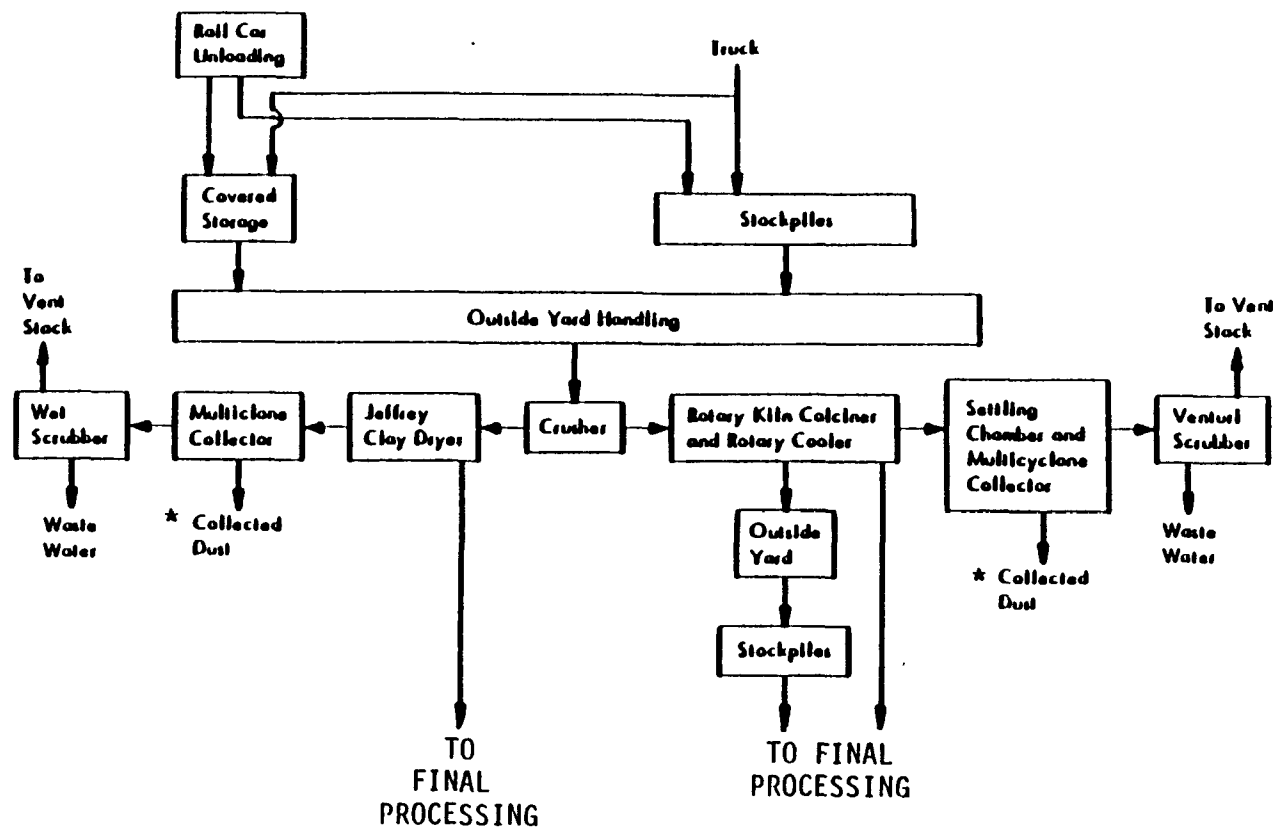 Rail Car
Unloading
Truck
Covered
Storage
Stockpiles
To
Vent
Stack
Outside Yard Handling
To Vent
Stack
Wet
Scrubber
Multiclone
Collector
Jeffrey
Clay Dryer
Crusher
Rotary Kiln Calciner
and Rotary Cooler
Settling
Chamber and
Multicyclone
Collector
Venturi
Scrubber
Waste
Water
* Collected
Dust
Outside
Yard
* Collected
Dust
Waste
Water
Stockpiles
TO
FINAL
PROCESSING
TO FINAL
PROCESSING